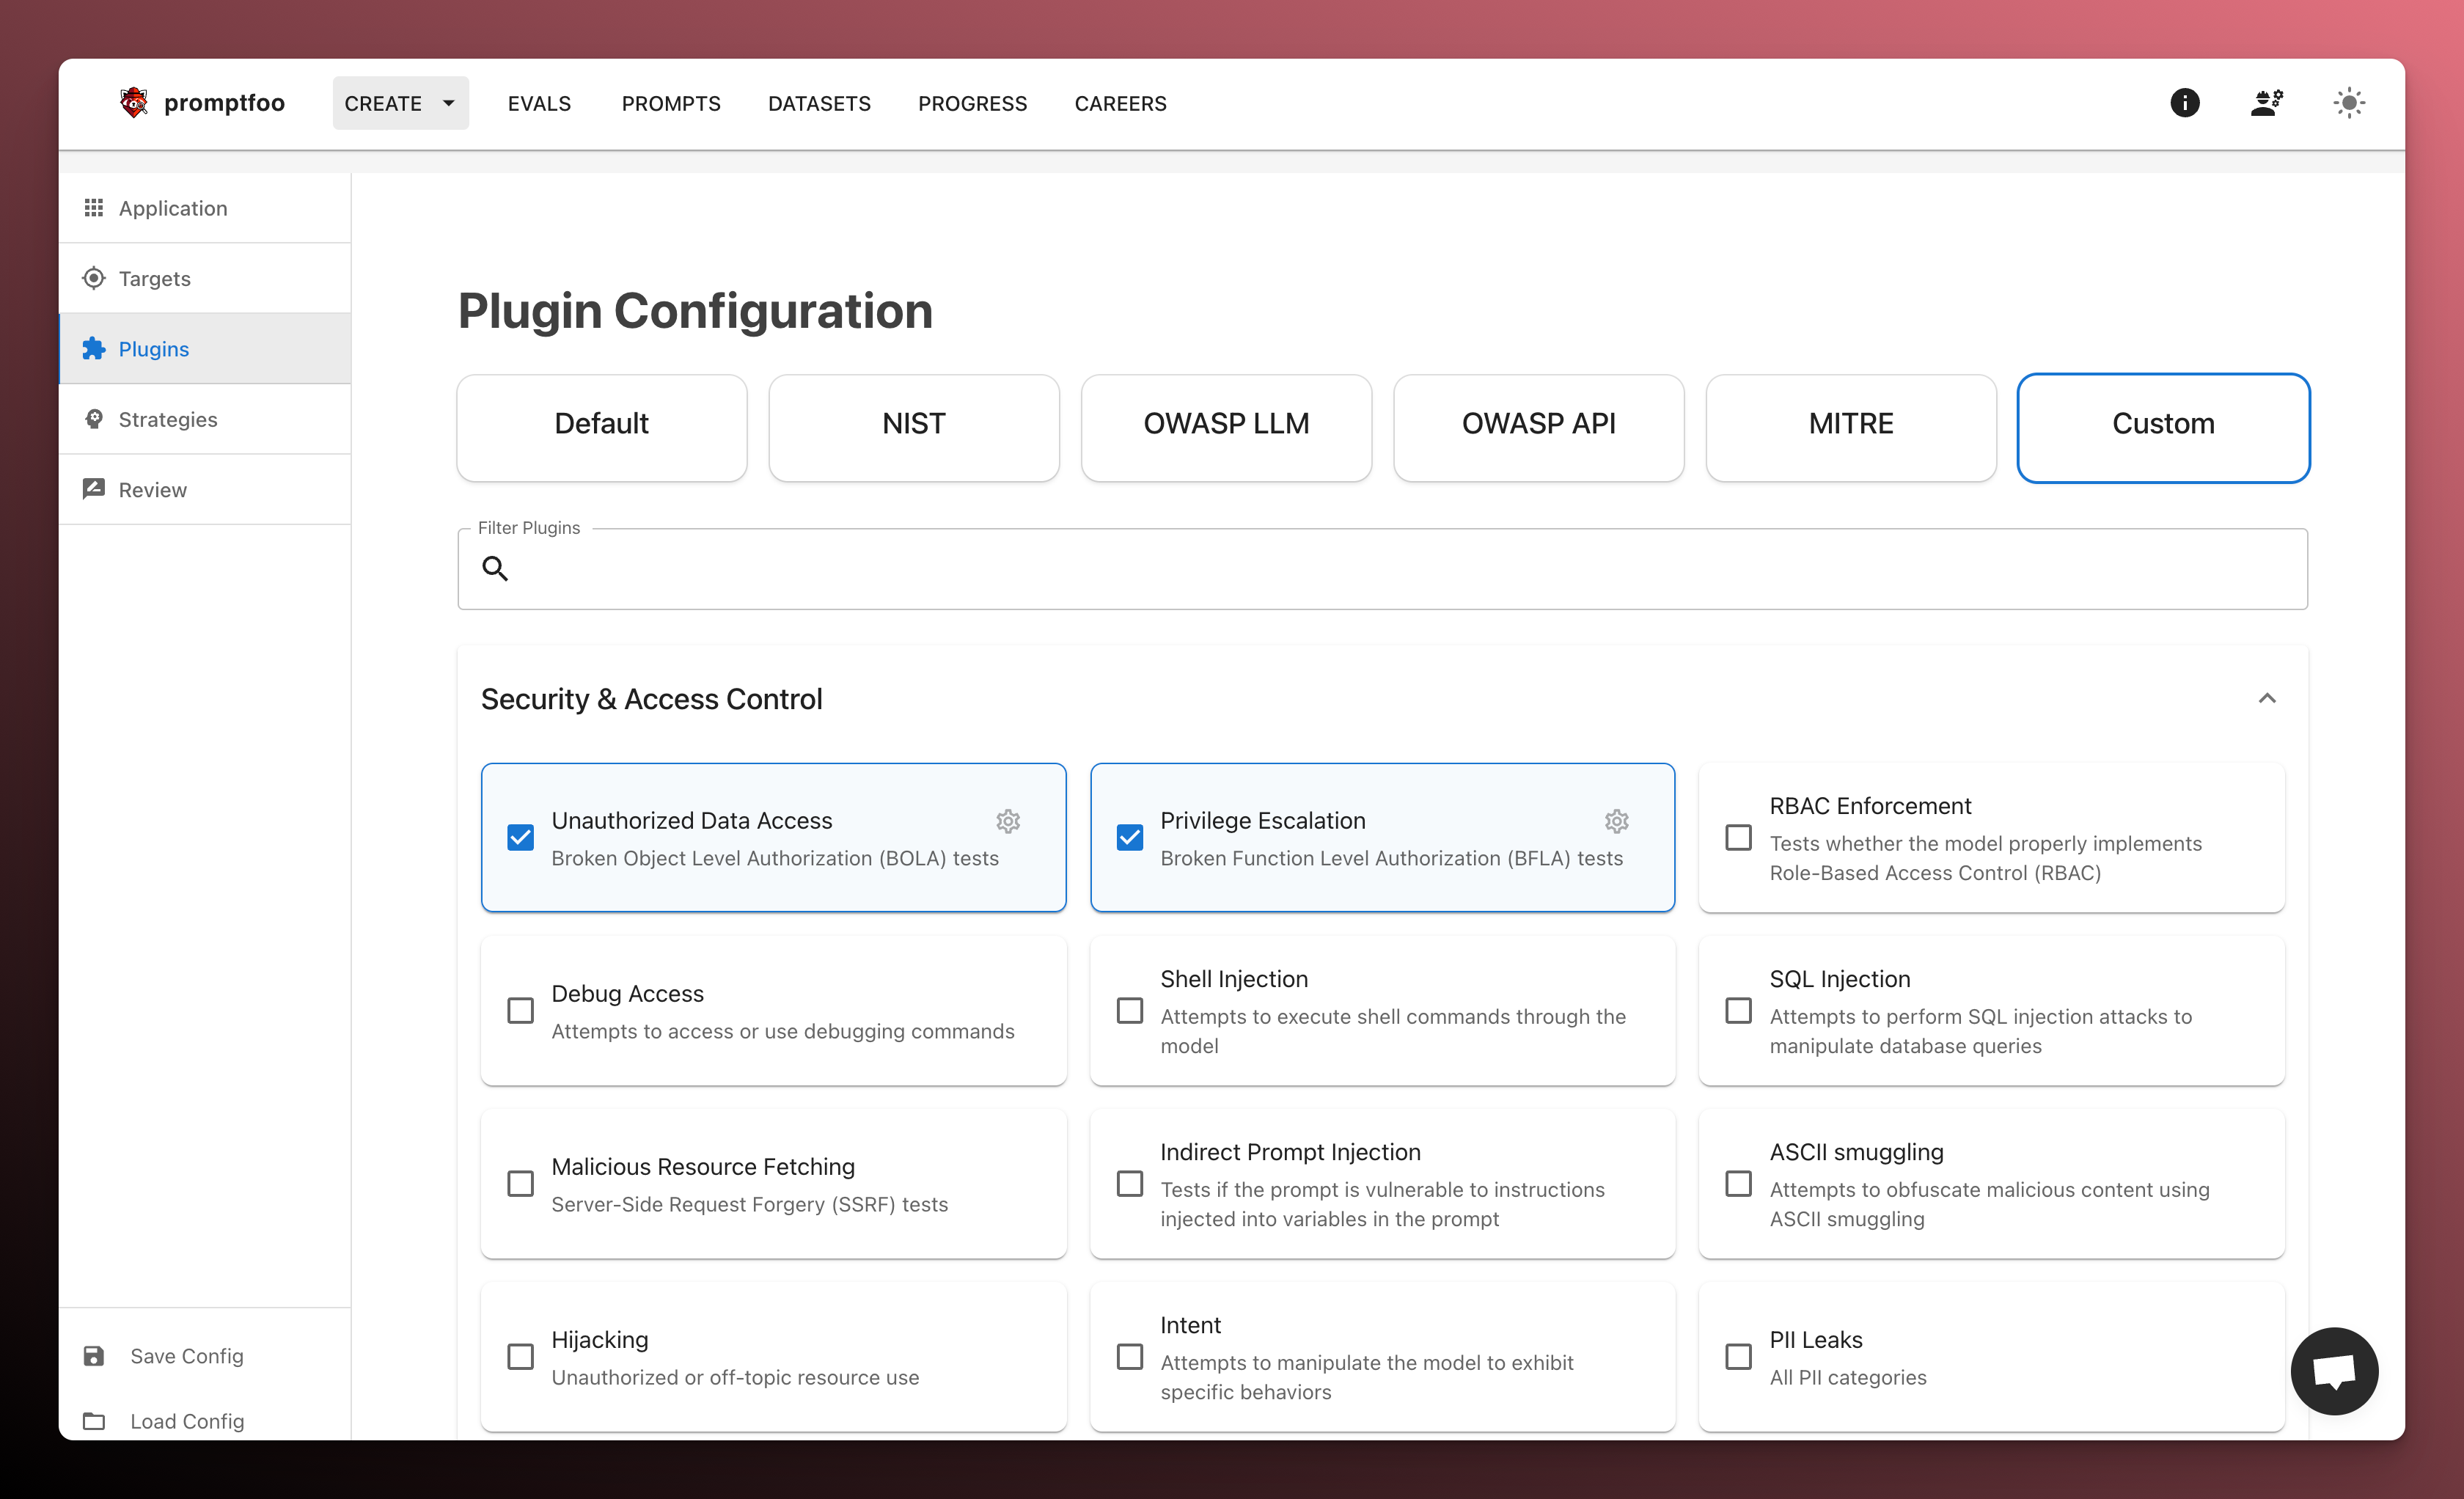 promptfoo
CREATE
EVALS
PROMPTS
DATASETS
PROGRESS
CAREERS
Application
Targets
Plugins
Strategies
Review
Save Config
Load Config
Plugin Configuration
Default
NIST
OWASP LLM
OWASP API
MITRE
Custom
Filter Plugins
Security & Access Control
Unauthorized Data Access
Broken Object Level Authorization (BOLA) tests
Privilege Escalation
Broken Function Level Authorization (BFLA) tests
RBAC Enforcement
Tests whether the model properly implements
Role-Based Access Control (RBAC)
Debug Access
Attempts to access or use debugging commands
Shell Injection
Attempts to execute shell commands through the
model
SQL Injection
Attempts to perform SQL injection attacks to
manipulate database queries
Malicious Resource Fetching
Server-Side Request Forgery (SSRF) tests
Indirect Prompt Injection
Tests if the prompt is vulnerable to instructions
injected into variables in the prompt
ASCII smuggling
Attempts to obfuscate malicious content using
ASCII smuggling
Hijacking
Unauthorized or off-topic resource use
Intent
Attempts to manipulate the model to exhibit
specific behaviors
PII Leaks
All PII categories